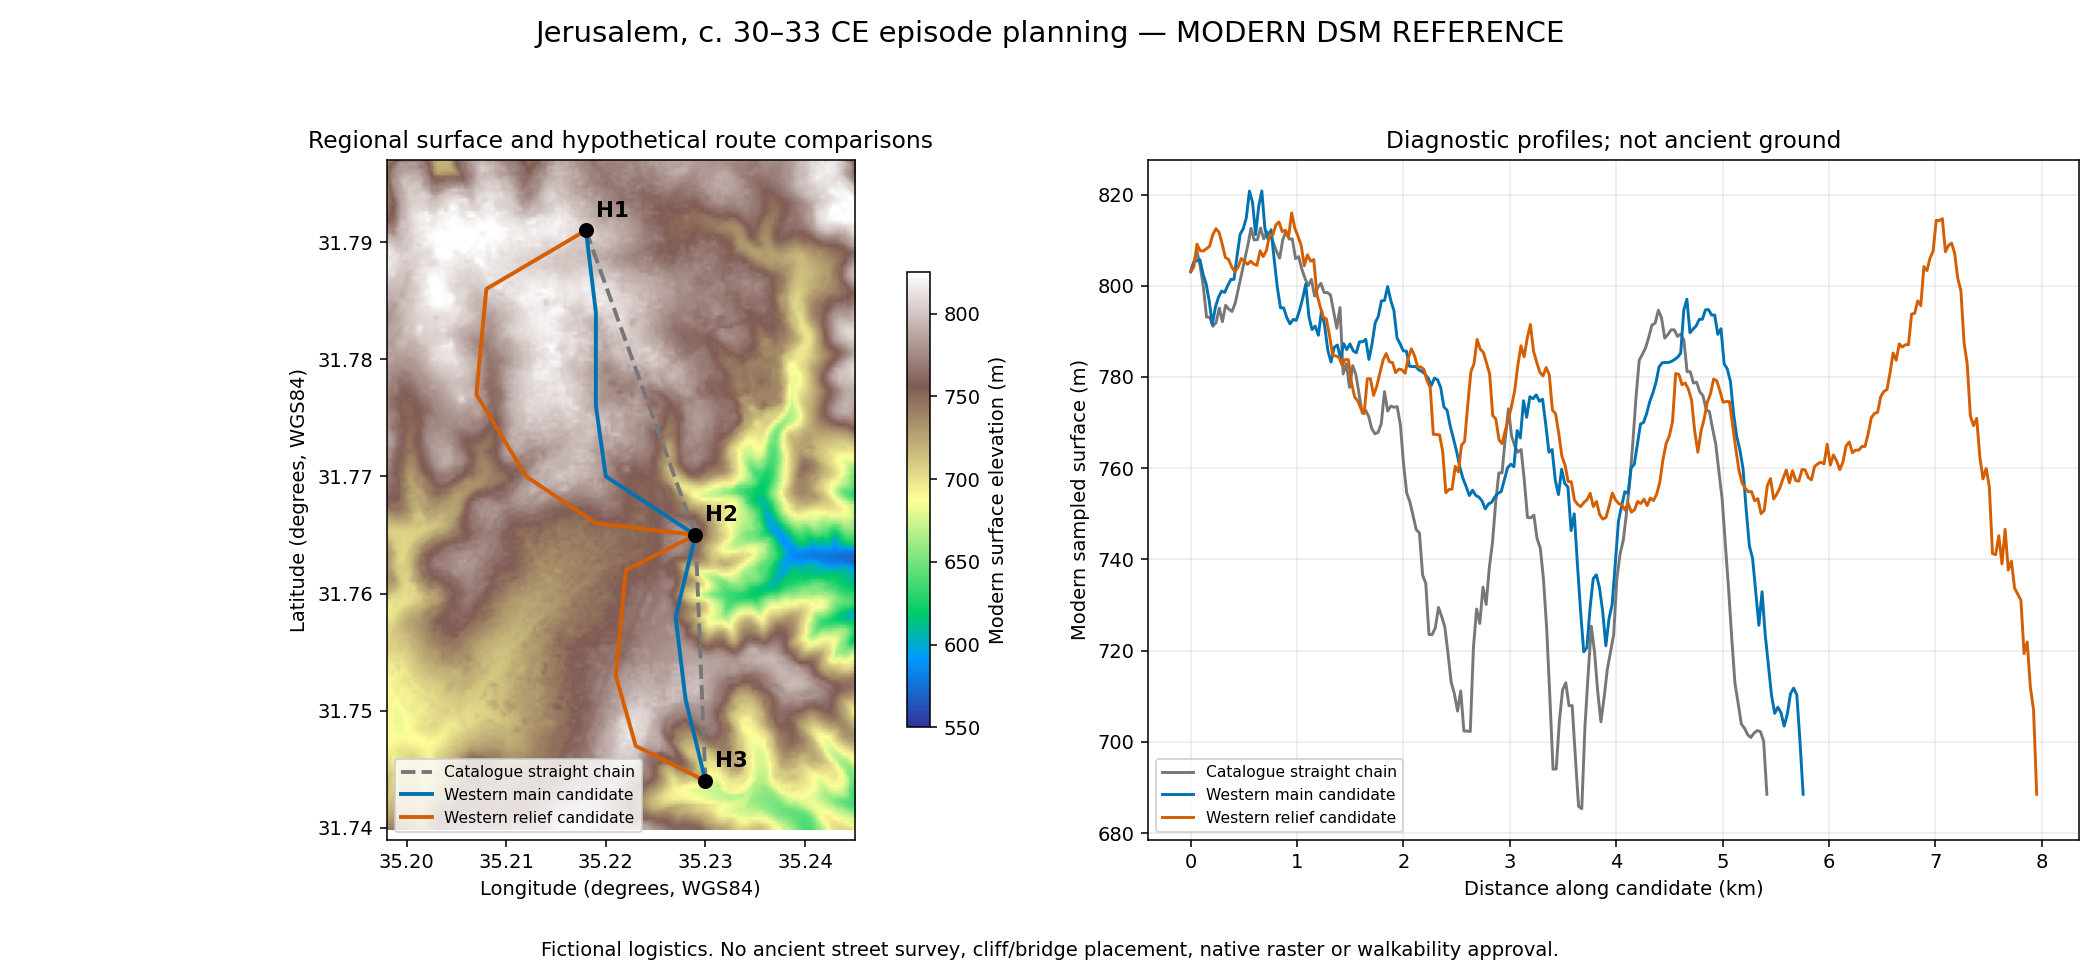 Jerusalem, c. 30–33 CE episode planning — MODERN DSM REFERENCE
Regional surface and hypothetical route comparisons
Latitude (degrees, WGS84)
31.79
31.78
31.77
31.76
31.75
31.74
H1
H2
H3
Catalogue straight chain
Western main candidate
Western relief candidate
35.20 35.21 35.22 35.23 35.24
Longitude (degrees, WGS84)
800
750
700
650
600
550
Modern surface elevation (m)
Diagnostic profiles; not ancient ground
Modern sampled surface (m)
820
800
780
760
740
720
700
680
Catalogue straight chain
Western main candidate
Western relief candidate
0 1 2 3 4 5 6 7 8
Distance along candidate (km)
Fictional logistics. No ancient street survey, cliff/bridge placement, native raster or walkability approval.